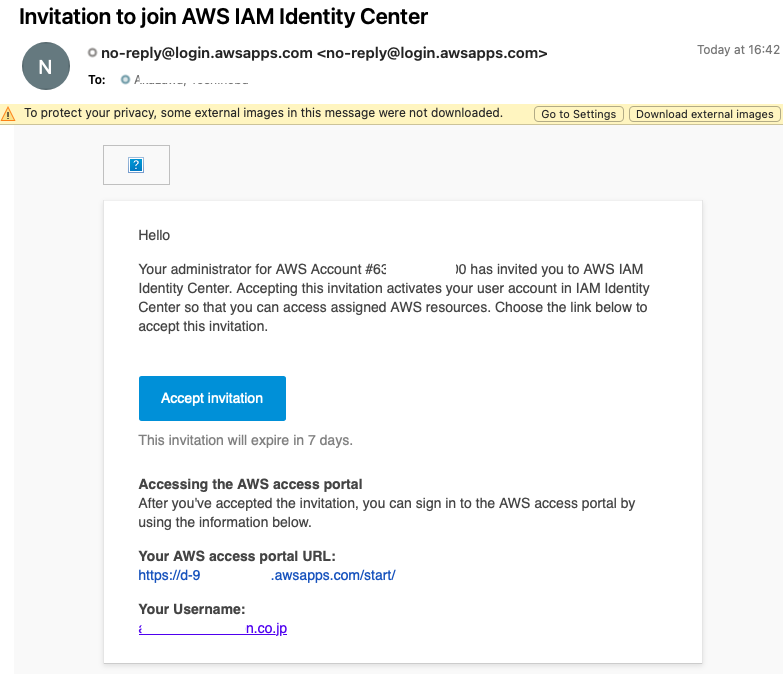 Invitation to join AWS IAM Identity Center
N
no-reply@login.awsapps.com <no-reply@login.awsapps.com>
Today at 16:42
To:
To protect your privacy, some external images in this message were not downloaded.
Go to Settings
Download external images
?
Hello
Your administrator for AWS Account #63 00 has invited you to AWS IAM
Identity Center. Accepting this invitation activates your user account in IAM Identity
Center so that you can access assigned AWS resources. Choose the link below to
accept this invitation.
Accept invitation
This invitation will expire in 7 days.
Accessing the AWS access portal
After you've accepted the invitation, you can sign in to the AWS access portal by
using the information below.
Your AWS access portal URL:
https://d-9 .awsapps.com/start/
Your Username:
n.co.jp